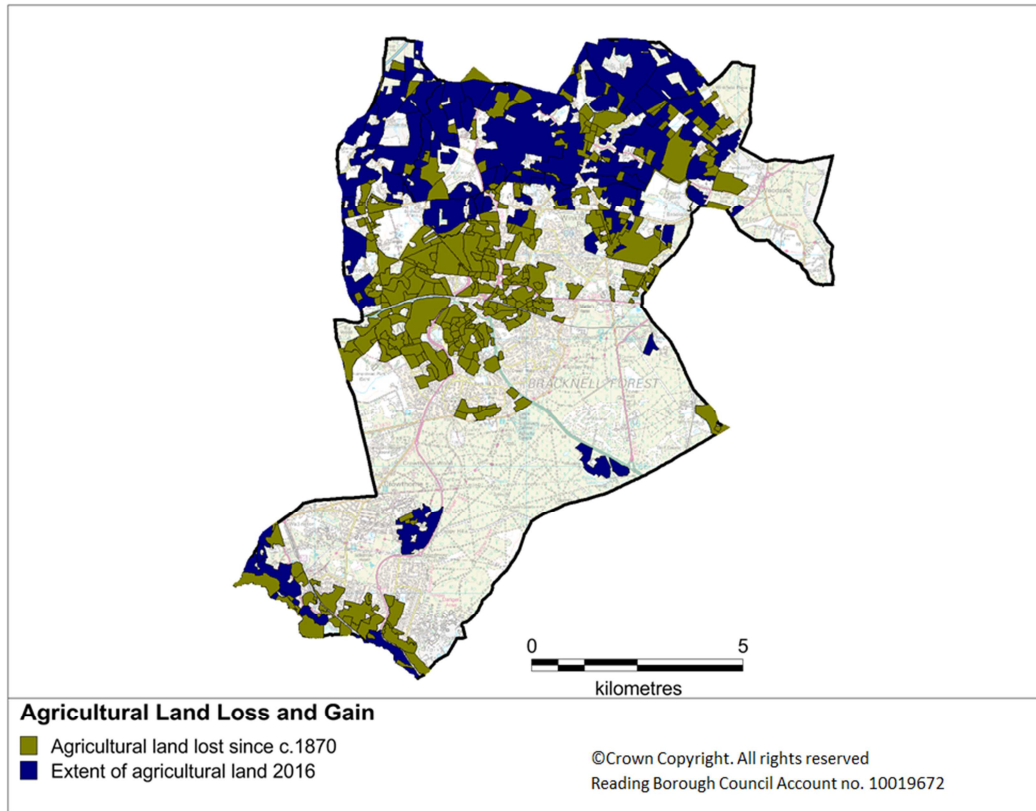 BRACKNELL FOREST
0 5
kilometres
Agricultural Land Loss and Gain
Agricultural land lost since c.1870
Extent of agricultural land 2016
©Crown Copyright. All rights reserved
Reading Borough Council Account no. 10019672